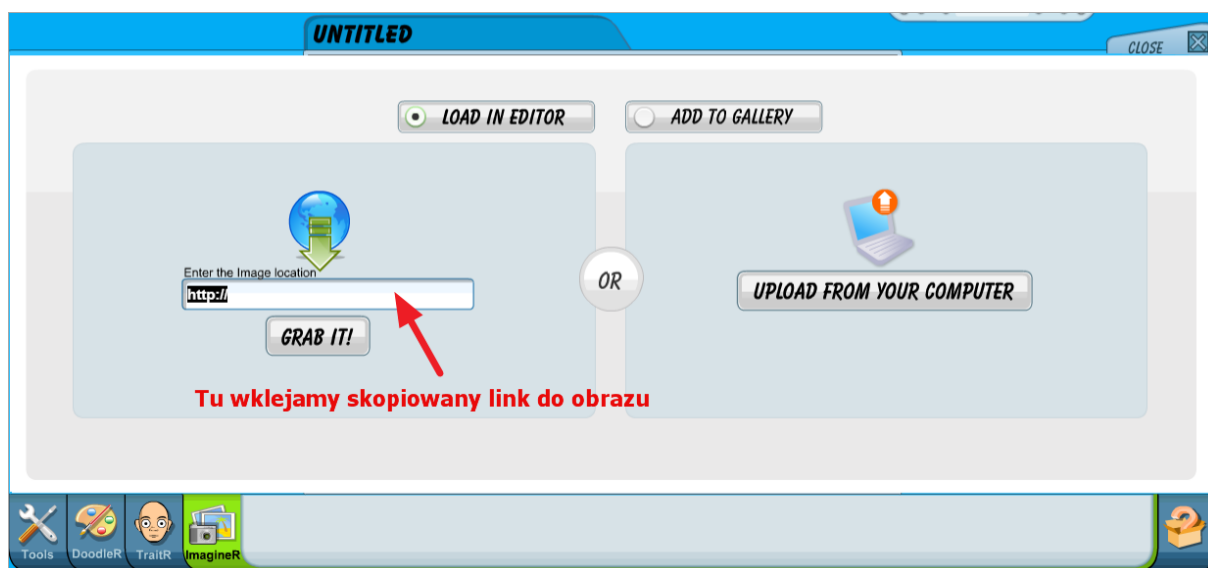 UNTITLED
CLOSE
LOAD IN EDITOR
ADD TO GALLERY
Enter the Image location
http://
GRAB IT!
OR
UPLOAD FROM YOUR COMPUTER
Tu wklejamy skopiowany link do obrazu
Tools DoodleR TraitR ImagineR